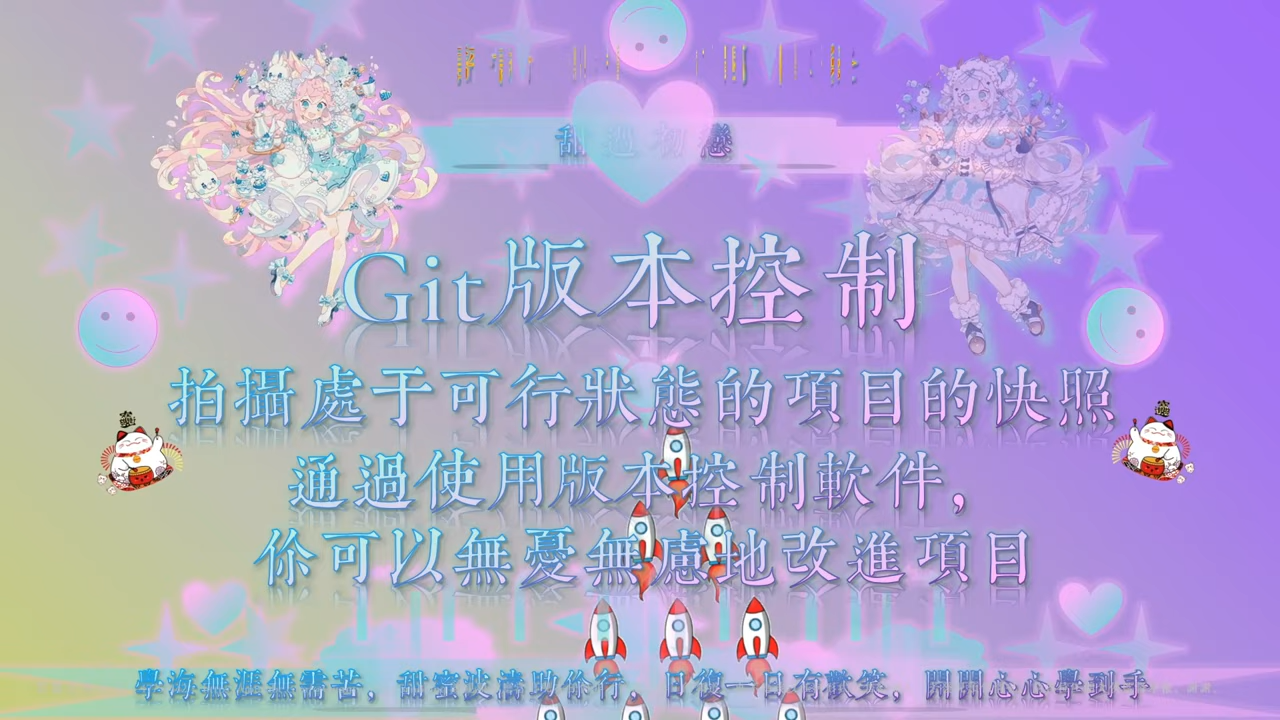 甜過初戀
Git版本控制
拍攝處于可行狀態的項目的快照
通過使用版本控制軟件，
你可以無憂無慮地改進項目
學海無涯無需苦，甜蜜波濤助你行，日復一日有歡笑，開開心心學到手